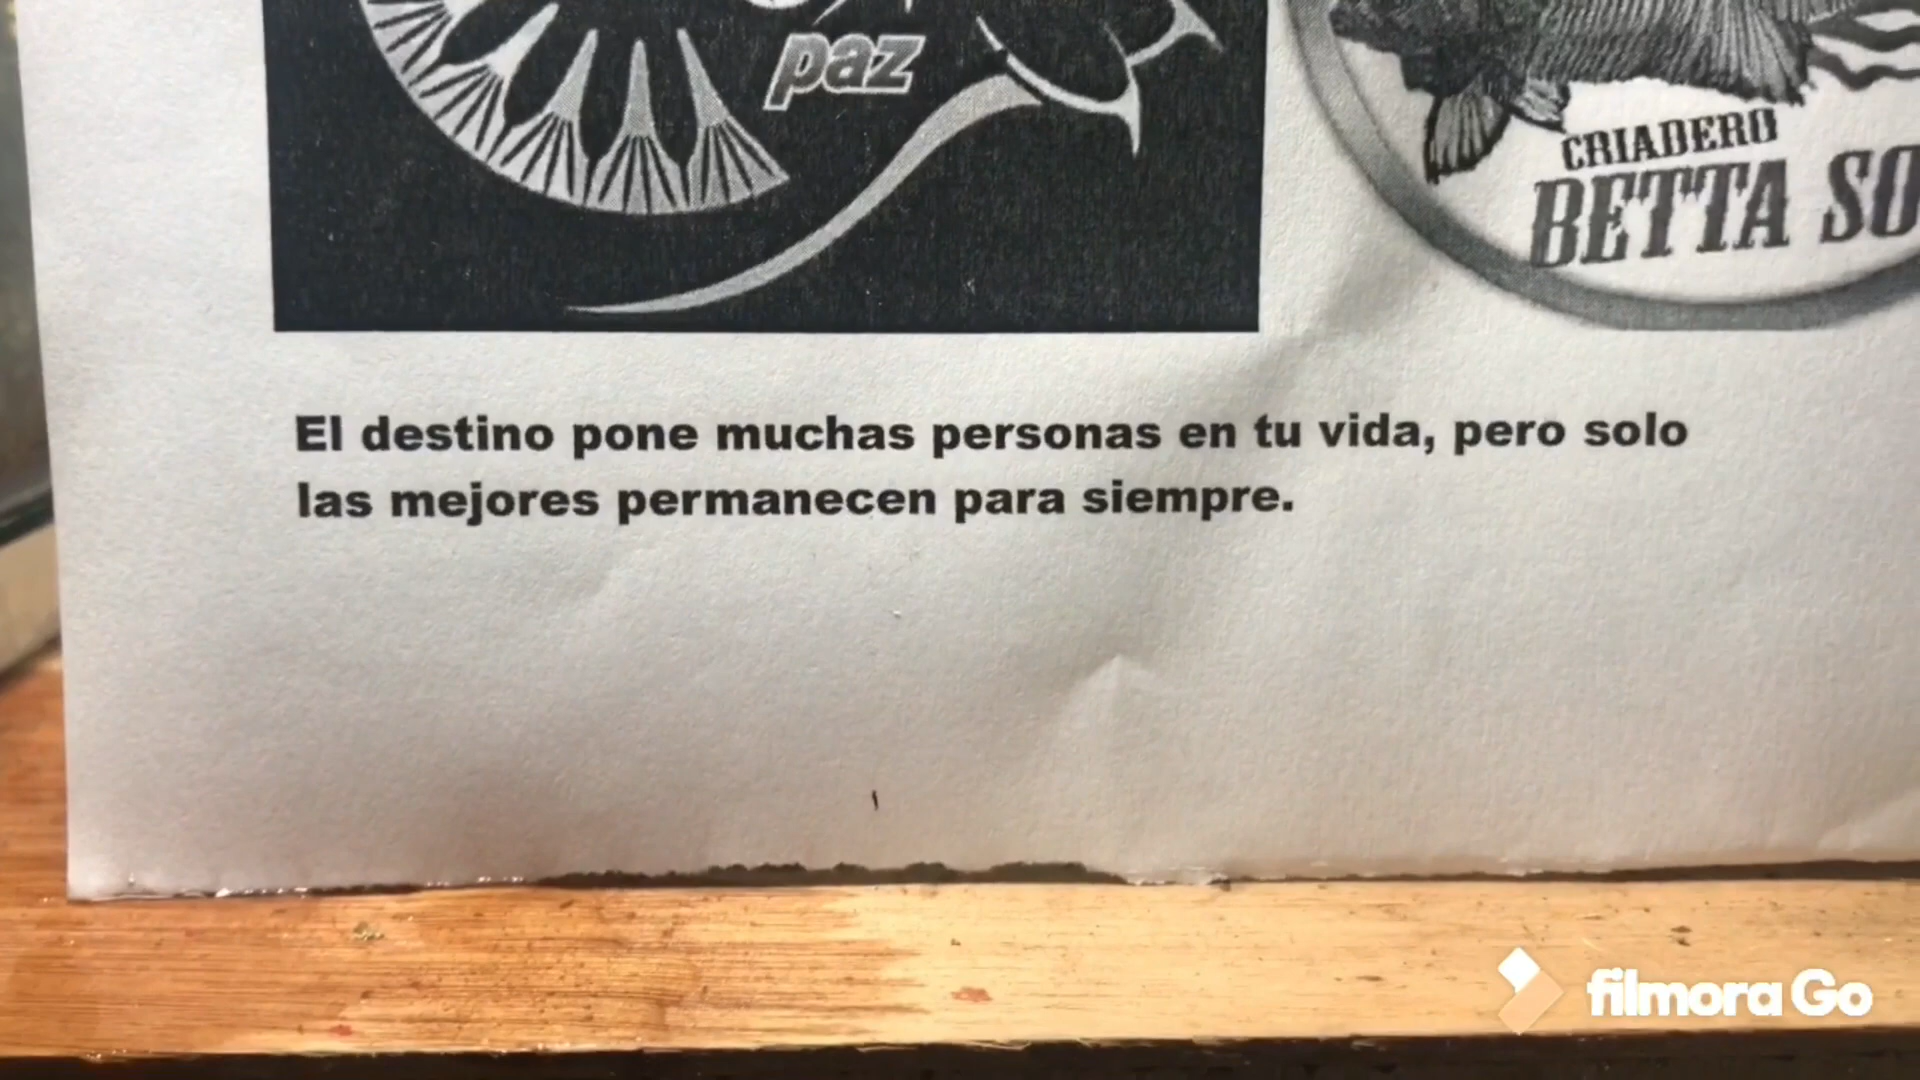 paz
CRIADERO
BETTA SO
El destino pone muchas personas en tu vida, pero solo
las mejores permanecen para siempre.
filmora Go